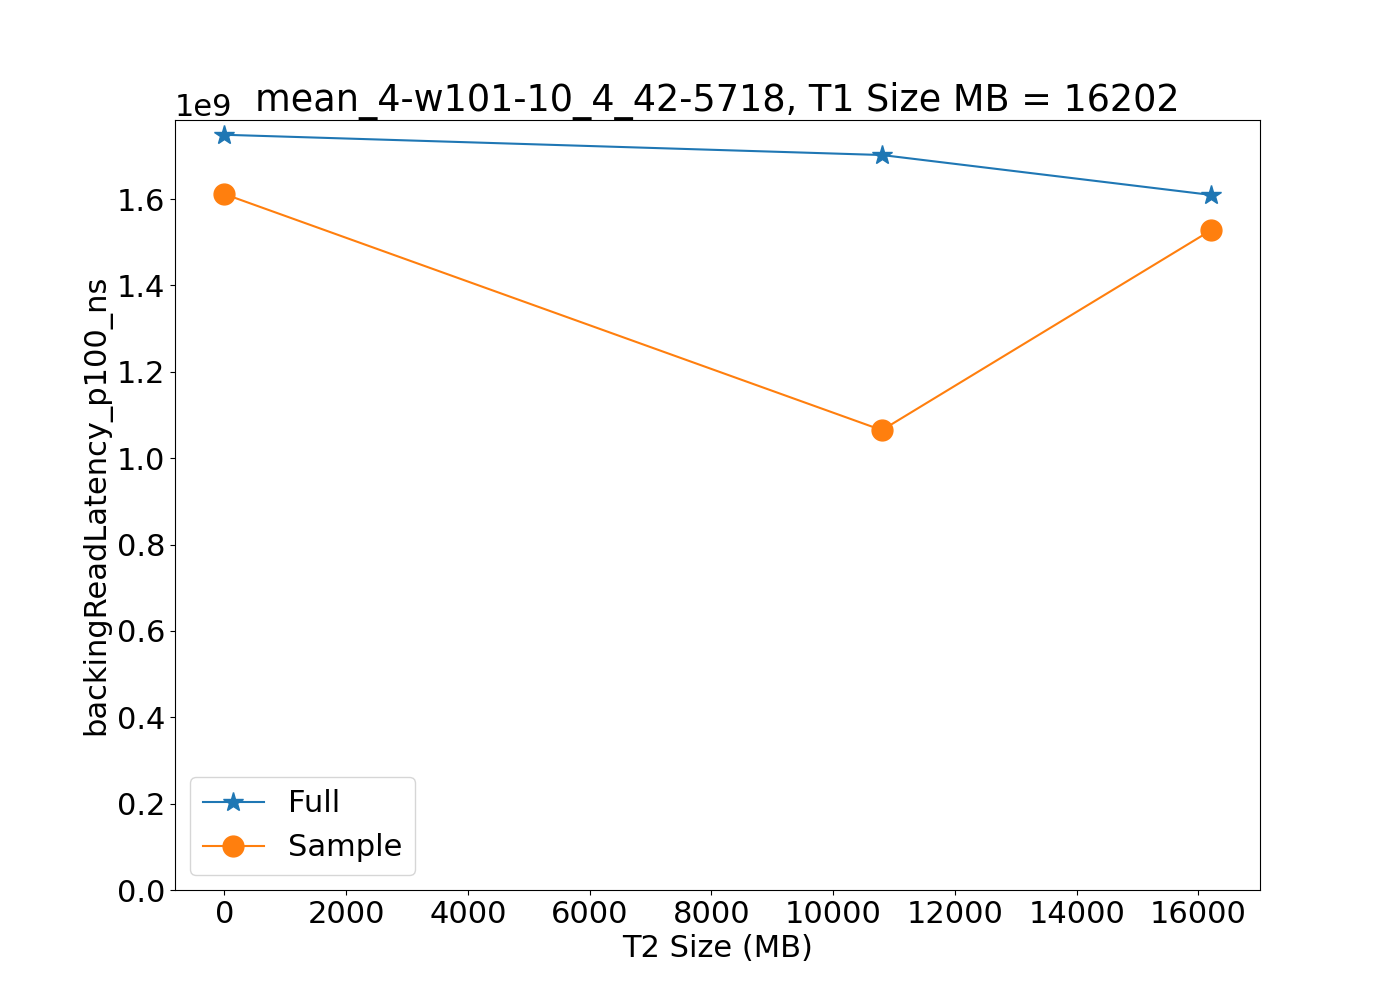 1e9
mean_4-w101-10_4_42-5718, T1 Size MB = 16202
backingReadLatency_p100_ns
1.6
1.4
1.2
1.0
0.8
0.6
0.4
0.2
0.0
Full
Sample
0 2000 4000 6000 8000 10000 12000 14000 16000
T2 Size (MB)